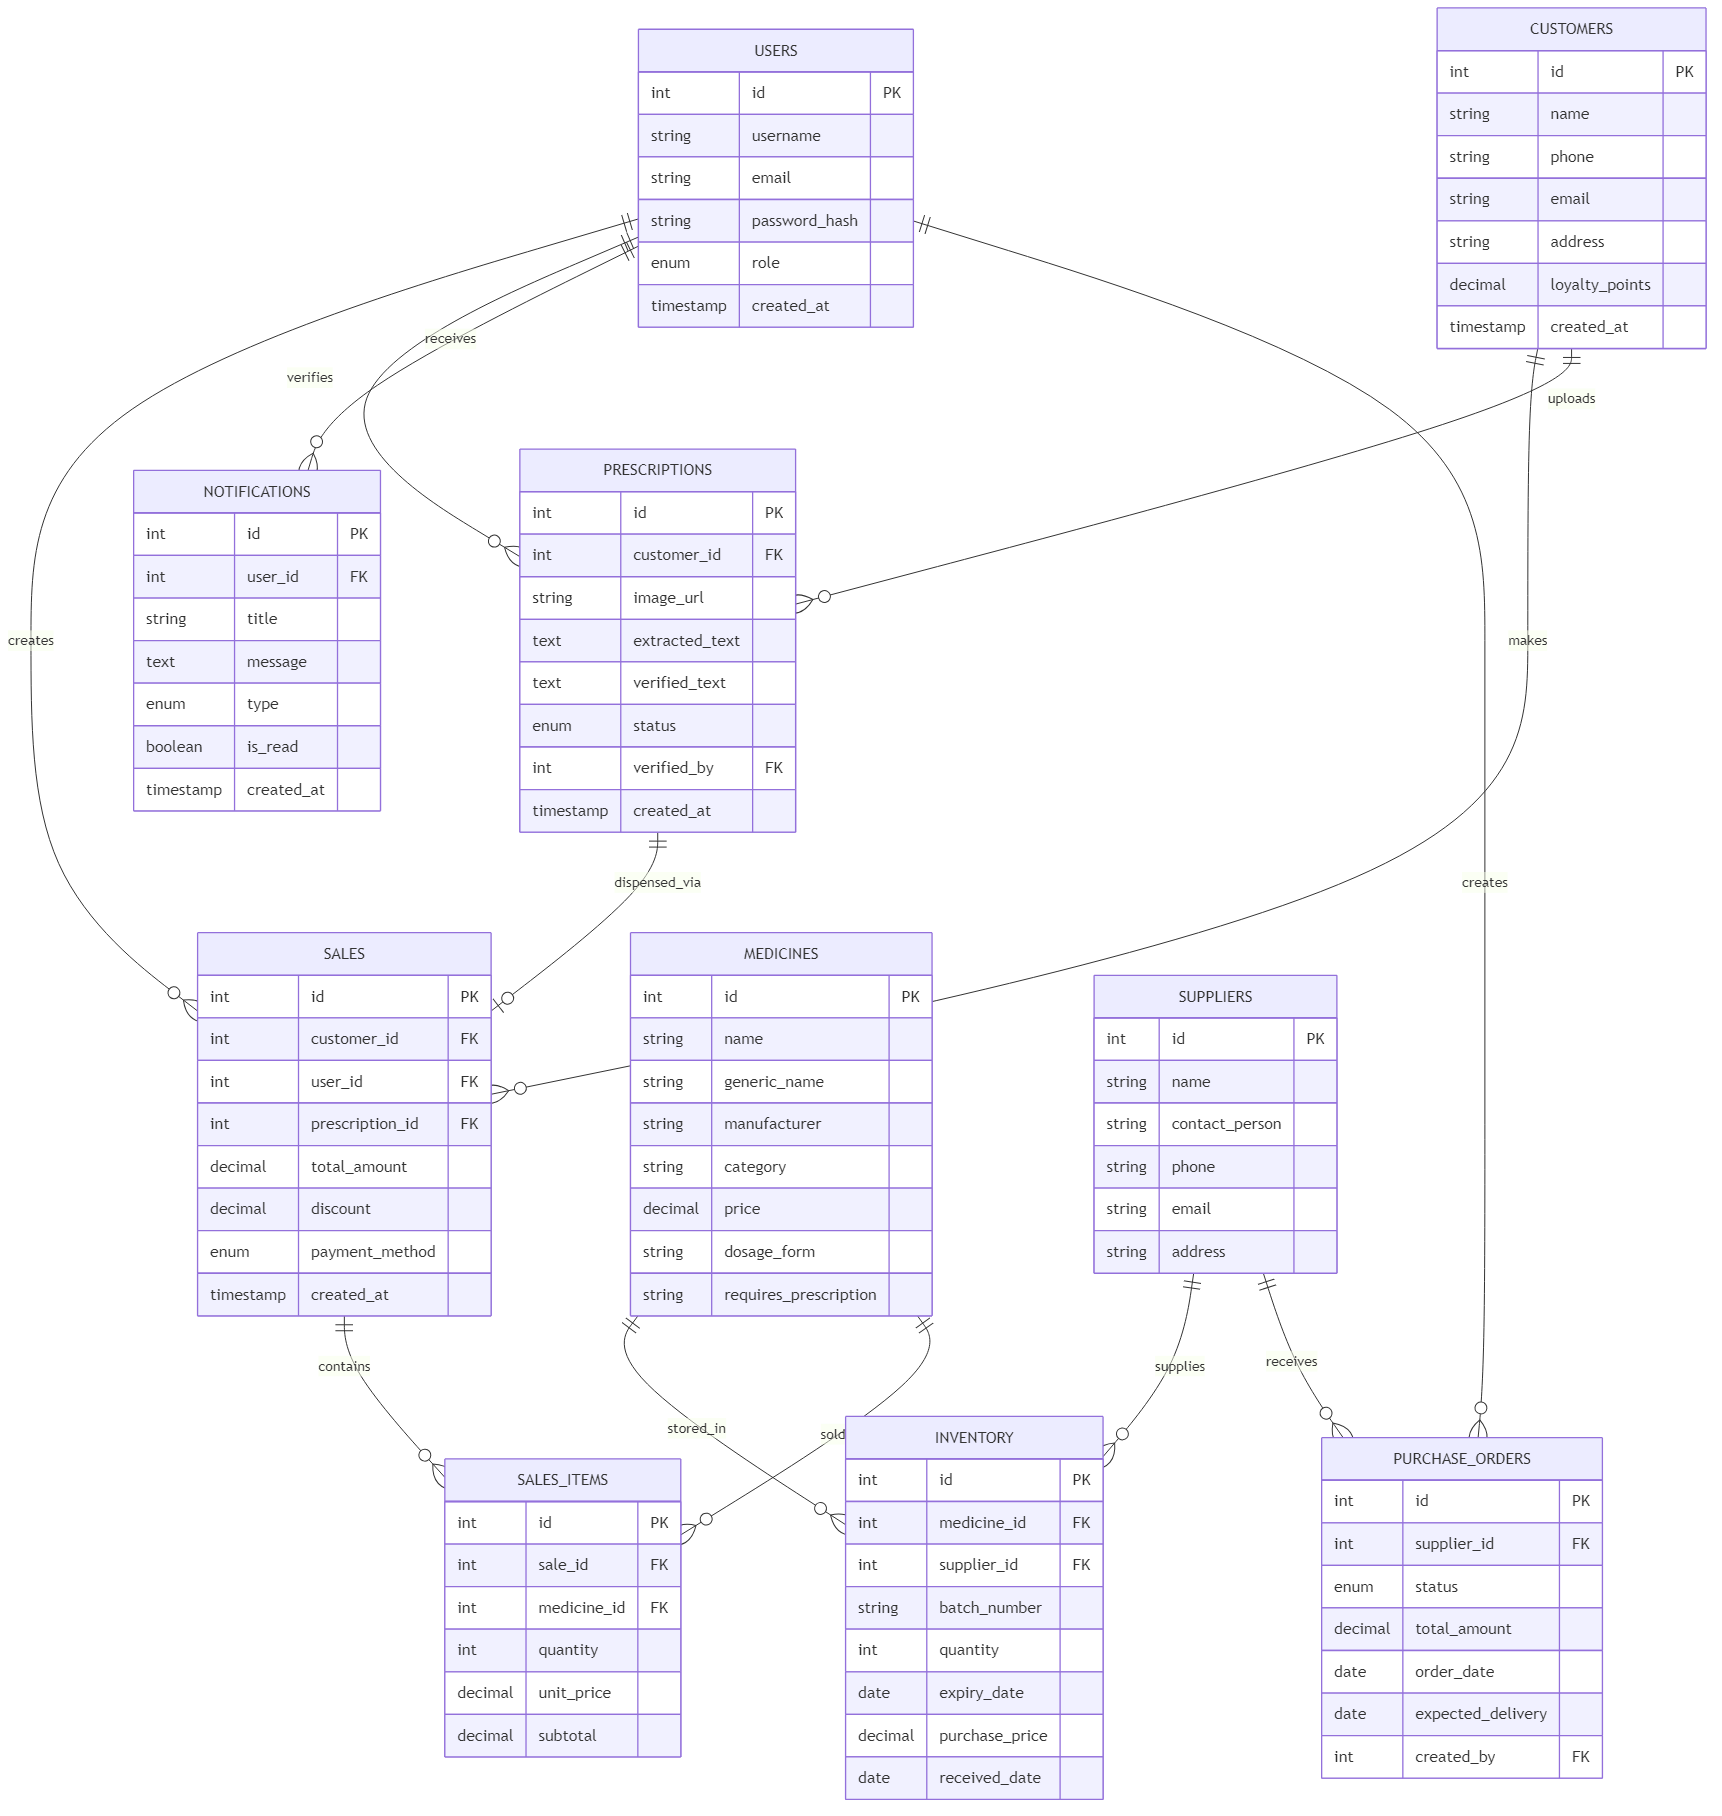 USERS
int id PK
string username
string email
string password_hash
enum role
timestamp created_at
CUSTOMERS
int id PK
string name
string phone
string email
string address
decimal loyalty_points
timestamp created_at
receives
verifies
uploads
NOTIFICATIONS
int id PK
int user_id FK
string title
text message
enum type
boolean is_read
timestamp created_at
PRESCRIPTIONS
int id PK
int customer_id FK
string image_url
text extracted_text
text verified_text
enum status
int verified_by FK
timestamp created_at
creates
makes
dispensed_via
creates
SALES
int id PK
int customer_id FK
int user_id FK
int prescription_id FK
decimal total_amount
decimal discount
enum payment_method
timestamp created_at
MEDICINES
int id PK
string name
string generic_name
string manufacturer
string category
decimal price
string dosage_form
string requires_prescription
SUPPLIERS
int id PK
string name
string contact_person
string phone
string email
string address
contains
stored_in
sold
supplies
receives
SALES_ITEMS
int id PK
int sale_id FK
int medicine_id FK
int quantity
decimal unit_price
decimal subtotal
INVENTORY
int id PK
int medicine_id FK
int supplier_id FK
string batch_number
int quantity
date expiry_date
decimal purchase_price
date received_date
PURCHASE_ORDERS
int id PK
int supplier_id FK
enum status
decimal total_amount
date order_date
date expected_delivery
int created_by FK